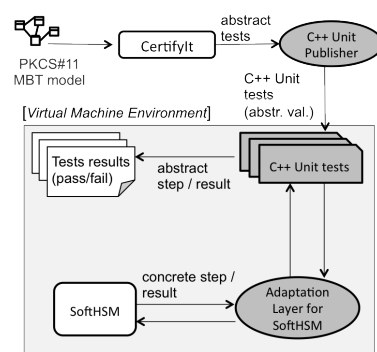 abstract
tests
CertifyIt
C++ Unit
Publisher
PKCS#11
MBT model
C++ Unit
tests
(abstr. val.)
[Virtual Machine Environment]
Tests results
(pass/fail)
abstract
step / result
C++ Unit tests
concrete step /
result
SoftHSM
Adaptation
Layer for
SoftHSM